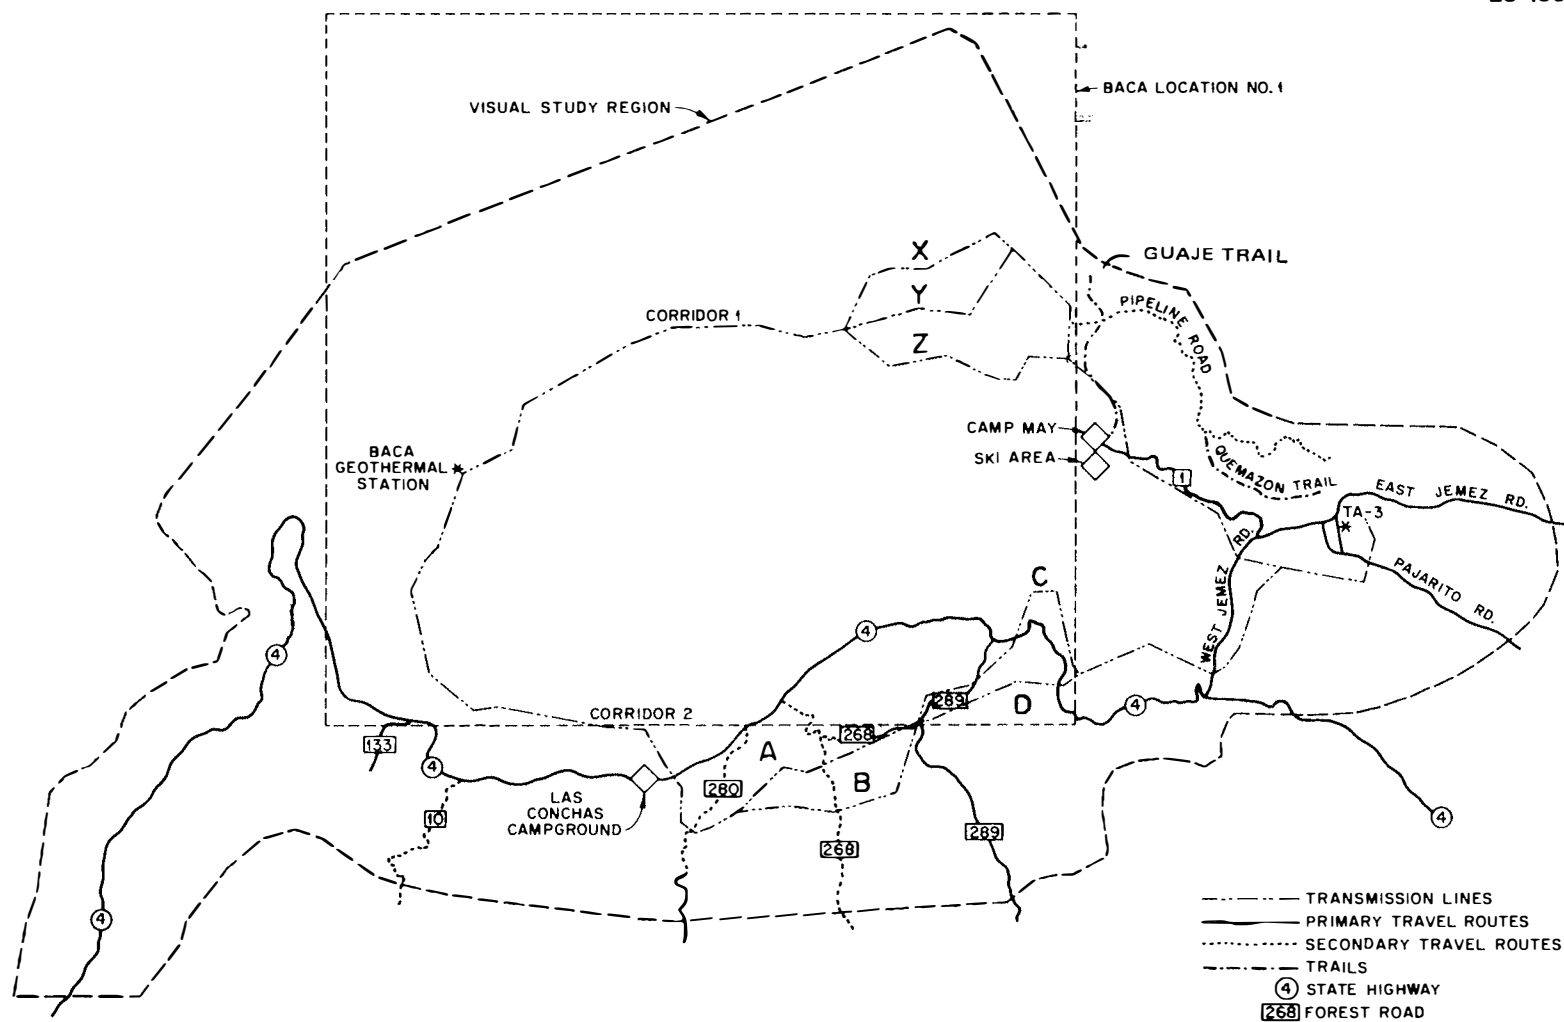 BACA LOCATION NO. 1
VISUAL STUDY REGION
GUAJE TRAIL
X
PIPELINE ROAD
Y
CORRIDOR 1
Z
CAMP MAY
SKI AREA
BACA
GEOTHERMAL
STATION
QUEMAZON TRAIL
1
EAST JEMEZ RD.
TA-3
WEST JEMEZ RD.
PAJARITO RD.
C
4
4
289
D
4
CORRIDOR 2
133
268
A
4
280
B
LAS
CONCHAS
CAMPGROUND
10
4
289
268
4
TRANSMISSION LINES
PRIMARY TRAVEL ROUTES
SECONDARY TRAVEL ROUTES
TRAILS
4 STATE HIGHWAY
268 FOREST ROAD